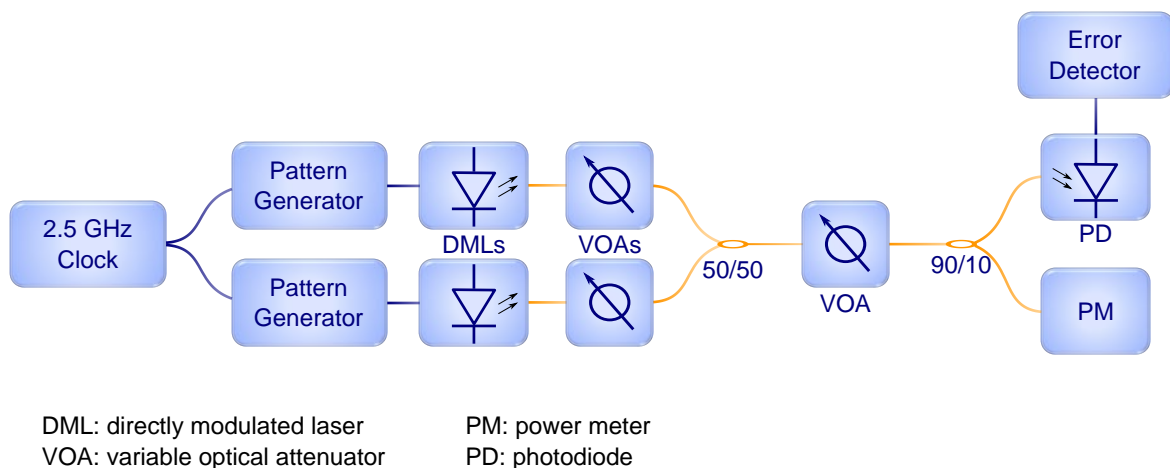 Error
Detector
Pattern
Generator
2.5 GHz
Clock
DMLs
VOAs
PD
50/50
90/10
Pattern
Generator
VOA
PM
DML: directly modulated laser
PM: power meter
VOA: variable optical attenuator
PD: photodiode